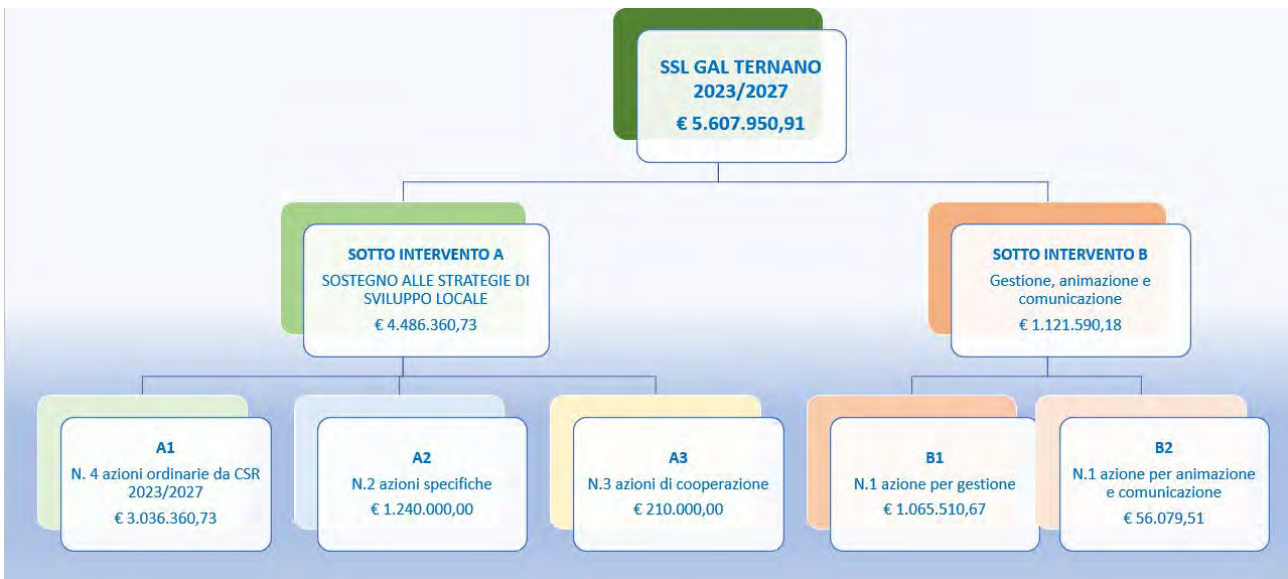 SSL GAL TERNANO
2023/2027
€ 5.607.950,91
SOTTO INTERVENTO A
SOSTEGNO ALLE STRATEGIE DI
SVILUPPO LOCALE
€ 4.486.360,73
SOTTO INTERVENTO B
Gestione, animazione e
comunicazione
€ 1.121.590,18
A1
N. 4 azioni ordinarie da CSR
2023/2027
€ 3.036.360,73
A2
N.2 azioni specifiche
€ 1.240.000,00
A3
N.3 azioni di cooperazione
€ 210.000,00
B1
N.1 azione per gestione
€ 1.065.510,67
B2
N.1 azione per animazione
e comunicazione
€ 56.079,51